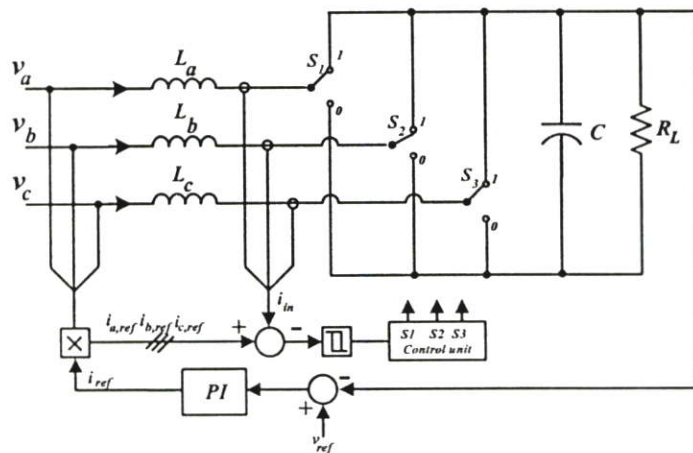 v_a
L_a
S_1
1
0
v_b
L_b
S_2
1
0
v_c
L_c
S_3
1
0
C
R_L
i_in
i_a,ref i_b,ref i_c,ref
+
−
×
S1 S2 S3
Control unit
i_ref
PI
−
+
v_ref